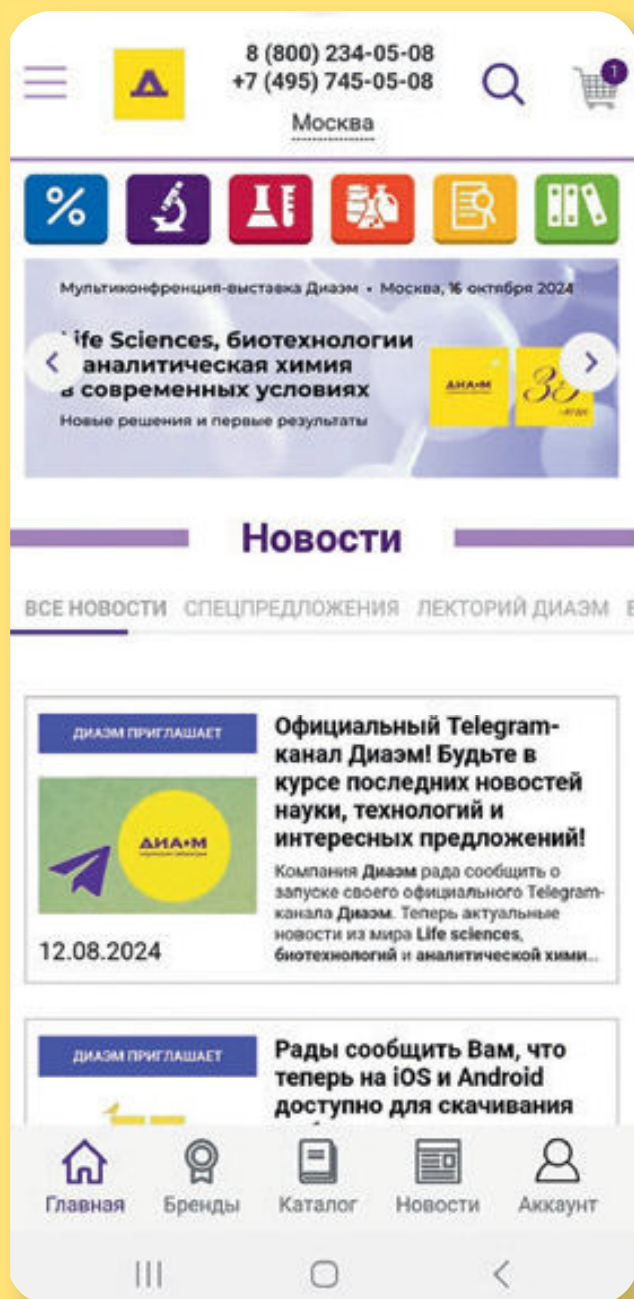 8 (800) 234-05-08
+7 (495) 745-05-08
1
Москва
%
Мультиконфренция-выставка Диаэм • Москва, 16 октября 2024
ife Sciences, биотехнологии
аналитическая химия
в современных условиях
Новые решения и первые результаты
ДИА•М
35
Новости
ВСЕ НОВОСТИ СПЕЦПРЕДЛОЖЕНИЯ ЛЕКТОРИЙ ДИАЭМ
ДИАЭМ ПРИГЛАШАЕТ
ДИА•М
12.08.2024
Официальный Telegram-
канал Диаэм! Будьте в
курсе последних новостей
науки, технологий и
интересных предложений!
Компания Диаэм рада сообщить о
запуске своего официального Telegram-
канала Диаэм. Теперь актуальные
новости из мира Life sciences,
биотехнологий и аналитической хими...
ДИАЭМ ПРИГЛАШАЕТ
Рады сообщить Вам, что
теперь на iOS и Android
доступно для скачивания
Главная Бренды Каталог Новости Аккаунт